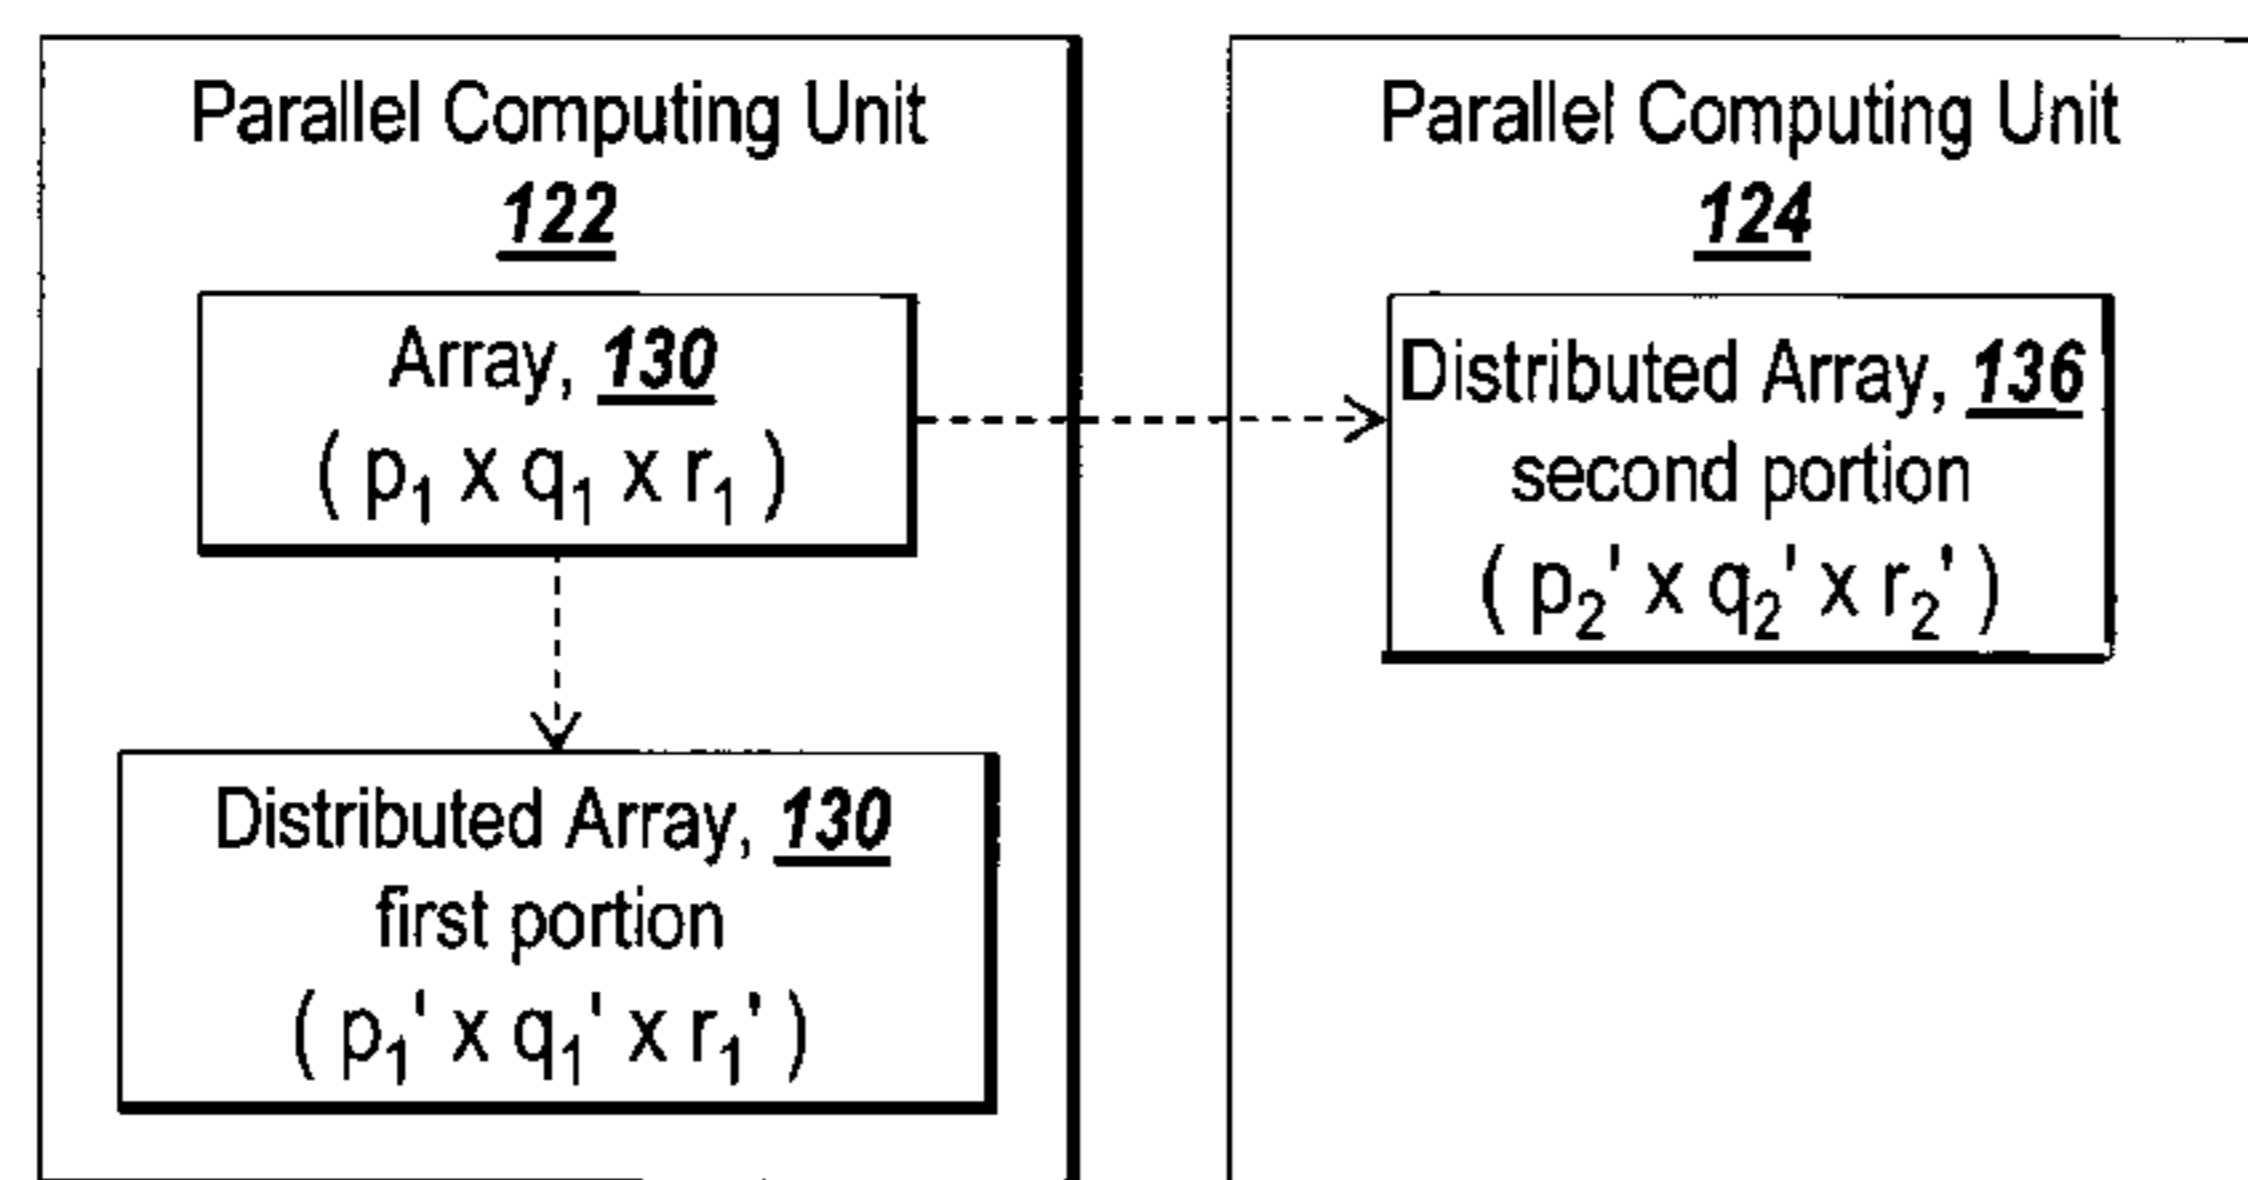 Parallel Computing Unit
122
Array, 130
( p₁ x q₁ x r₁ )
Distributed Array, 130
first portion
( p₁' x q₁' x r₁' )
Parallel Computing Unit
124
Distributed Array, 136
second portion
( p₂' x q₂' x r₂' )